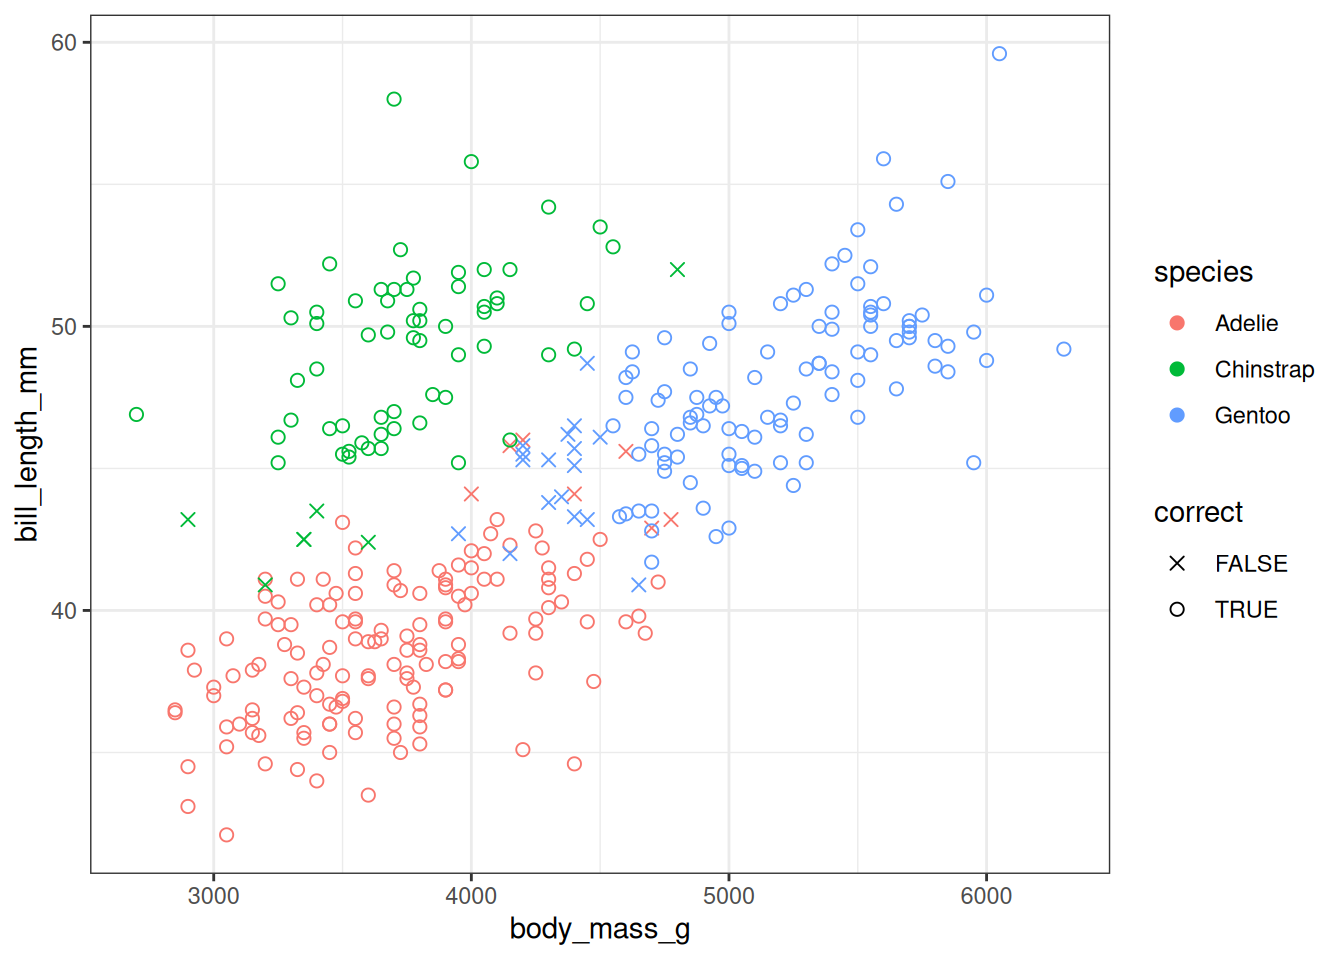 60
50
40
bill_length_mm
3000
4000
5000
6000
body_mass_g
species
Adelie
Chinstrap
Gentoo
correct
FALSE
TRUE